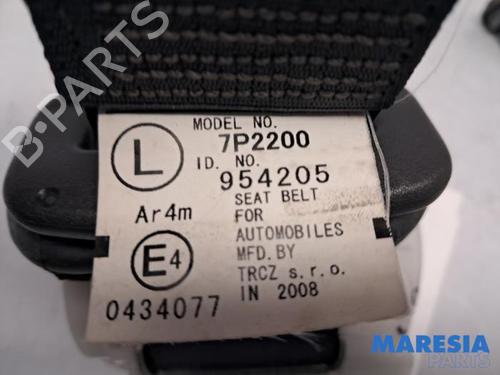 B-PARTS
MODEL NO.
L
7P2200
ID. NO.
954205
Ar4m
SEAT BELT
FOR
AUTOMOBILES
E4
MFD. BY
TRCZ s.r.o.
0434077
IN 2008
MARESIA
PARTS